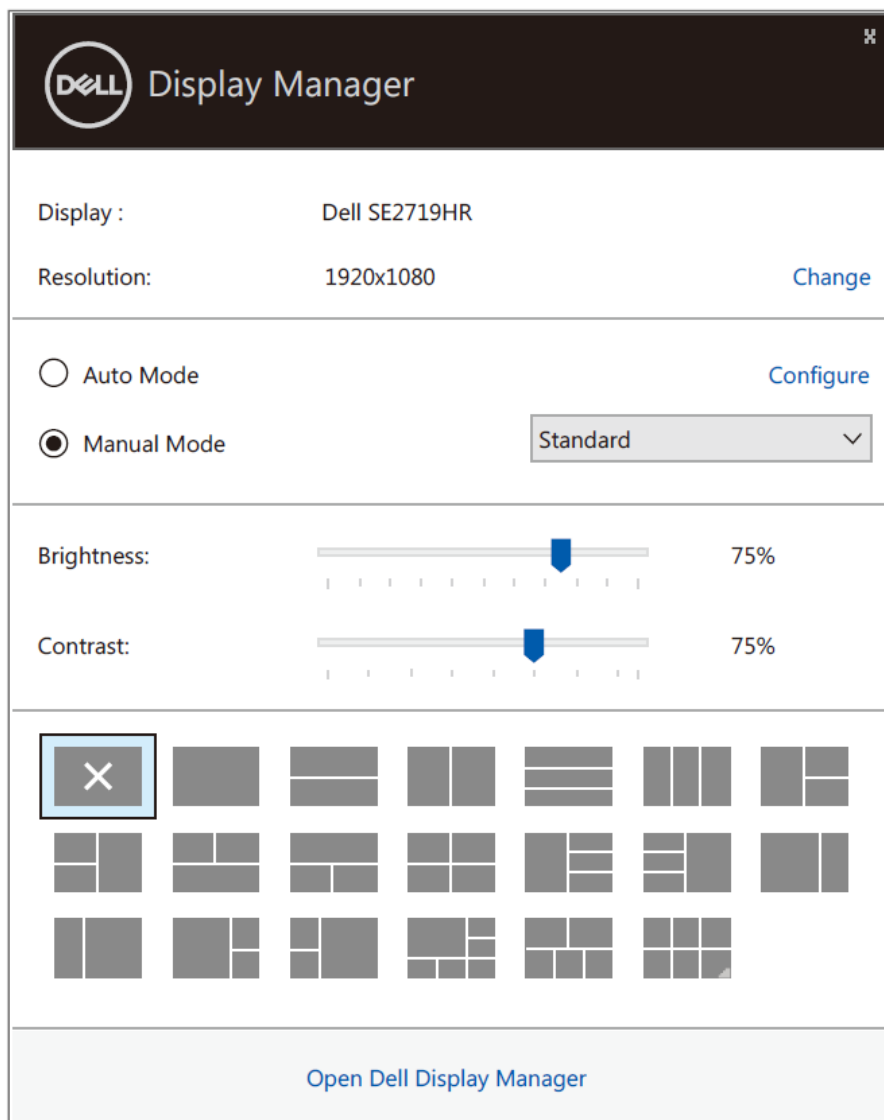 DELL Display Manager
Display : Dell SE2719HR
Resolution: 1920x1080 Change
Auto Mode Configure
Manual Mode Standard
Brightness: 75%
Contrast: 75%
Open Dell Display Manager